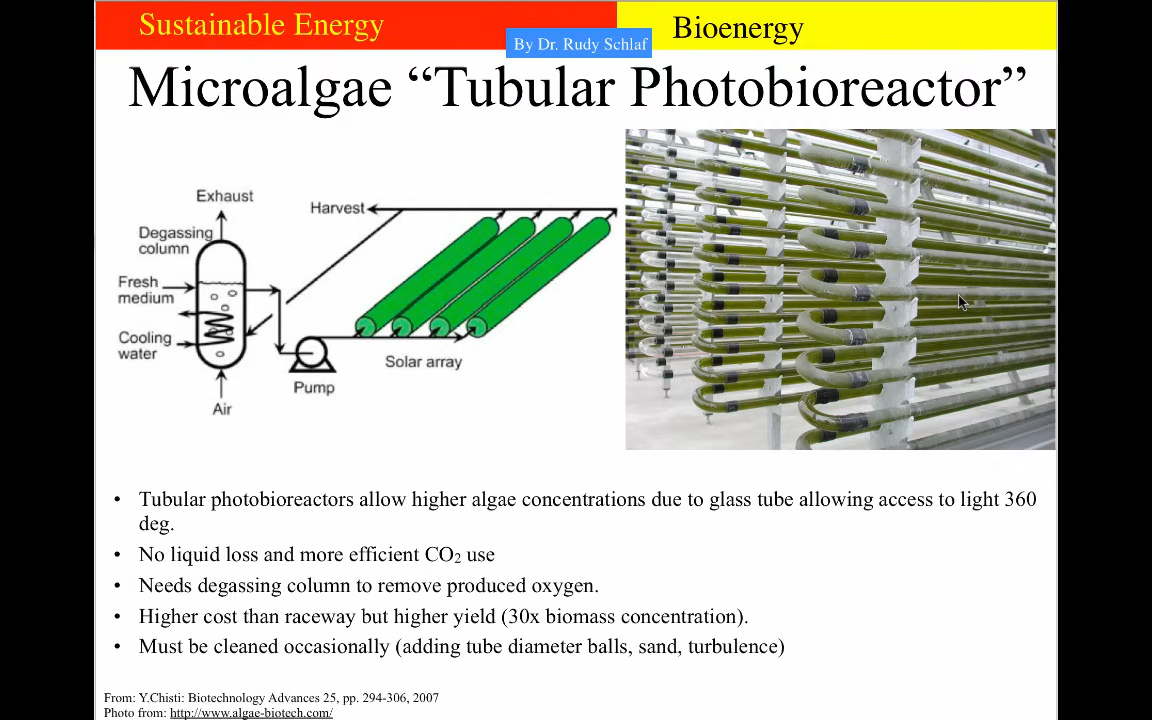 Sustainable Energy
Bioenergy
By Dr. Rudy Schlaf
Microalgae “Tubular Photobioreactor”
Exhaust
Harvest
Degassing
column
Fresh
medium
Cooling
water
Solar array
Pump
Air
• Tubular photobioreactors allow higher algae concentrations due to glass tube allowing access to light 360
deg.
• No liquid loss and more efficient CO2 use
• Needs degassing column to remove produced oxygen.
• Higher cost than raceway but higher yield (30x biomass concentration).
• Must be cleaned occasionally (adding tube diameter balls, sand, turbulence)
From: Y.Chisti: Biotechnology Advances 25, pp. 294-306, 2007
Photo from: http://www.algae-biotech.com/